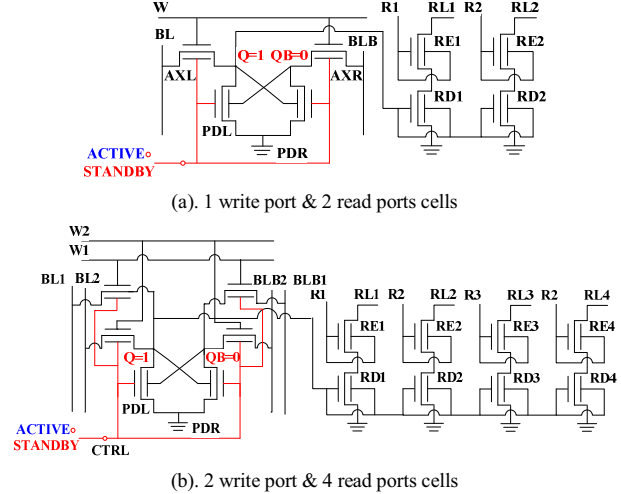 W R1 RL1 R2 RL2
BL BLB
Q=1 QB=0 RE1 RE2
AXL AXR
RD1 RD2
PDL
ACTIVE PDR
STANDBY
(a). 1 write port & 2 read ports cells
W2
W1
BL1 BL2 BLB2 BLB1
R1 RL1 R2 RL2 R3 RL3 R2 RL4
RE1 RE2 RE3 RE4
Q=1 QB=0
RD1 RD2 RD3 RD4
PDL
ACTIVE PDR
STANDBY
CTRL
(b). 2 write port & 4 read ports cells